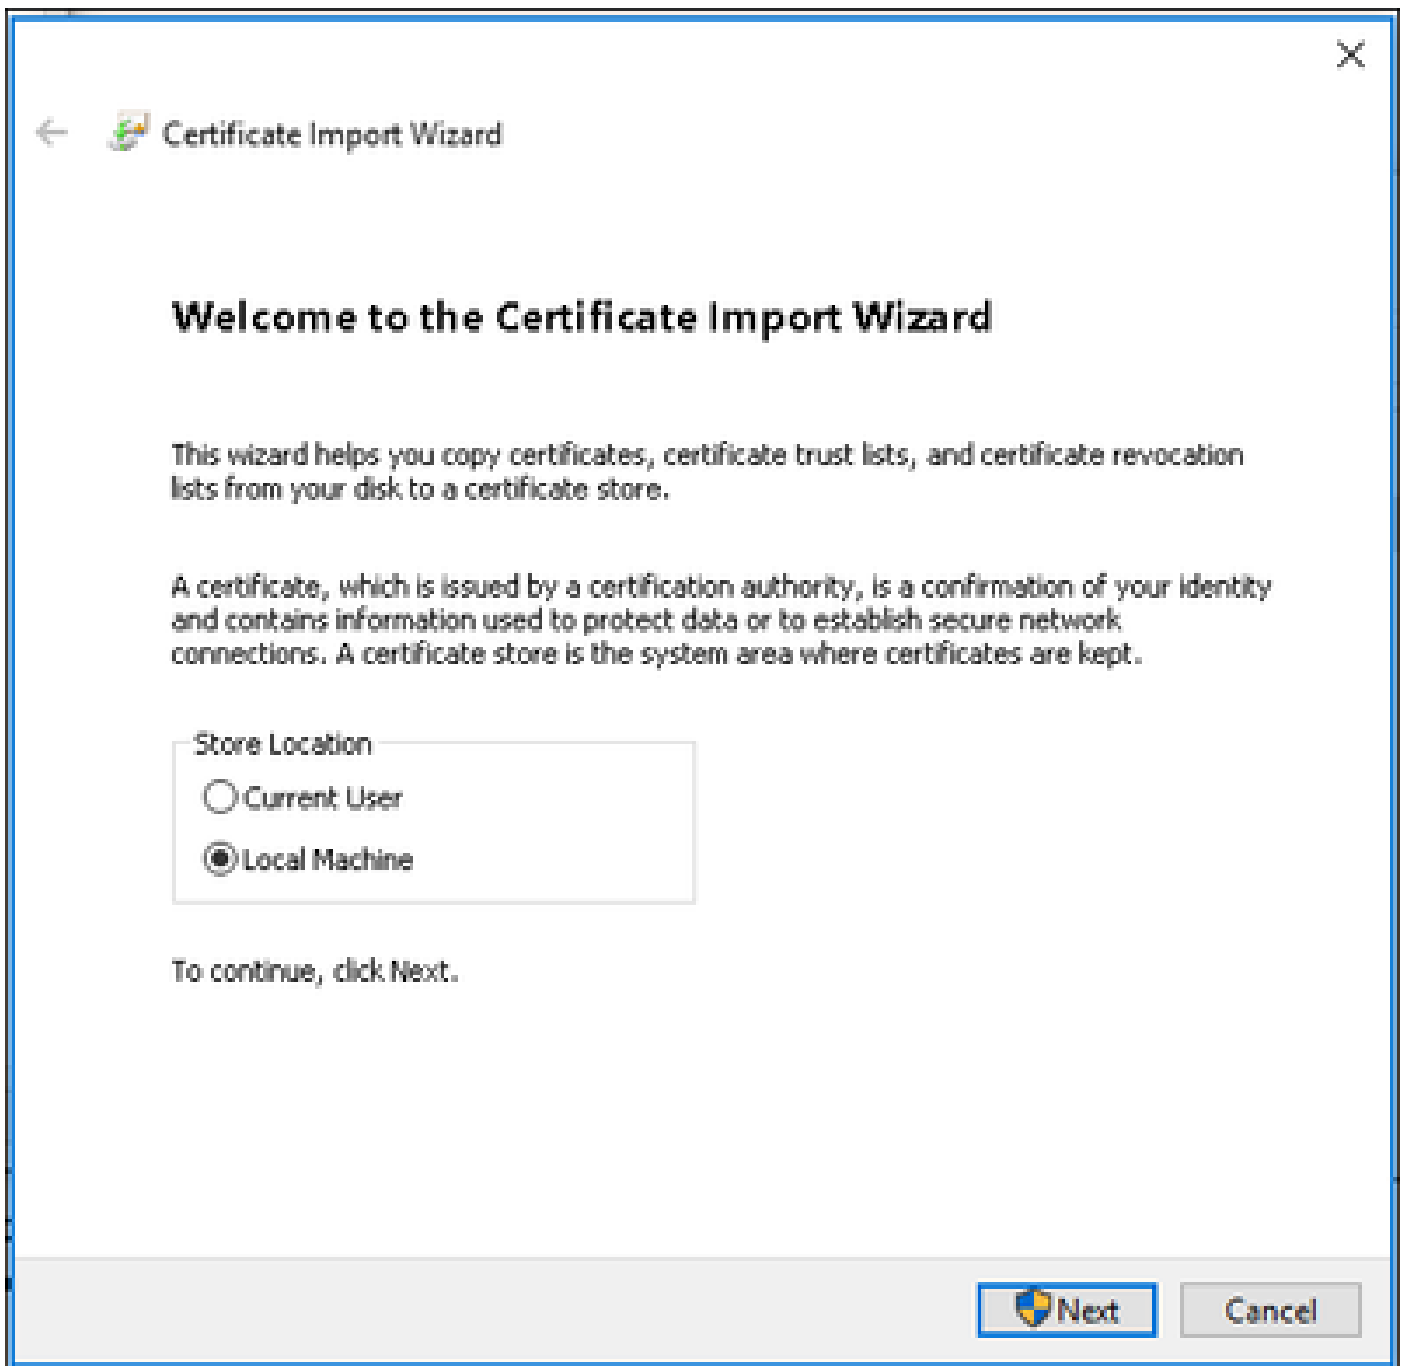 Certificate Import Wizard
Welcome to the Certificate Import Wizard
This wizard helps you copy certificates, certificate trust lists, and certificate revocation
lists from your disk to a certificate store.
A certificate, which is issued by a certification authority, is a confirmation of your identity
and contains information used to protect data or to establish secure network
connections. A certificate store is the system area where certificates are kept.
Store Location
Current User
Local Machine
To continue, click Next.
Next
Cancel